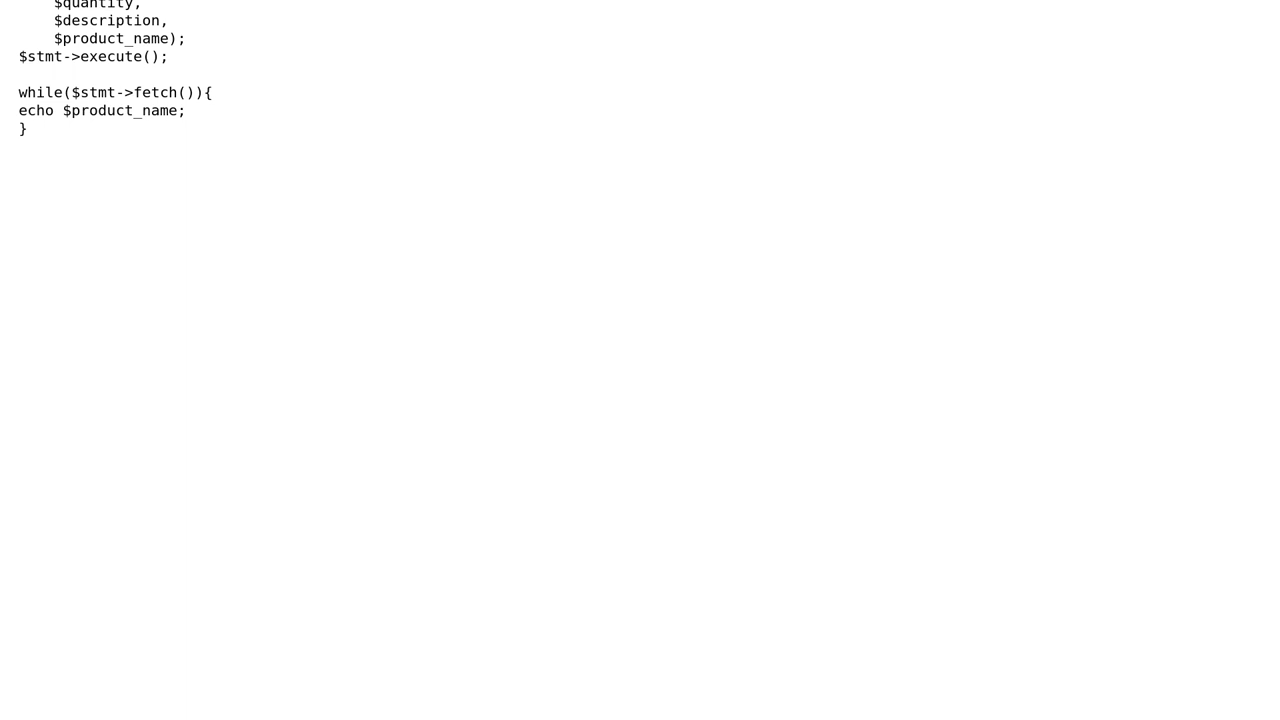 $quantity,
$description,
$product_name);
$stmt->execute();
while($stmt->fetch()){
echo $product_name;
}